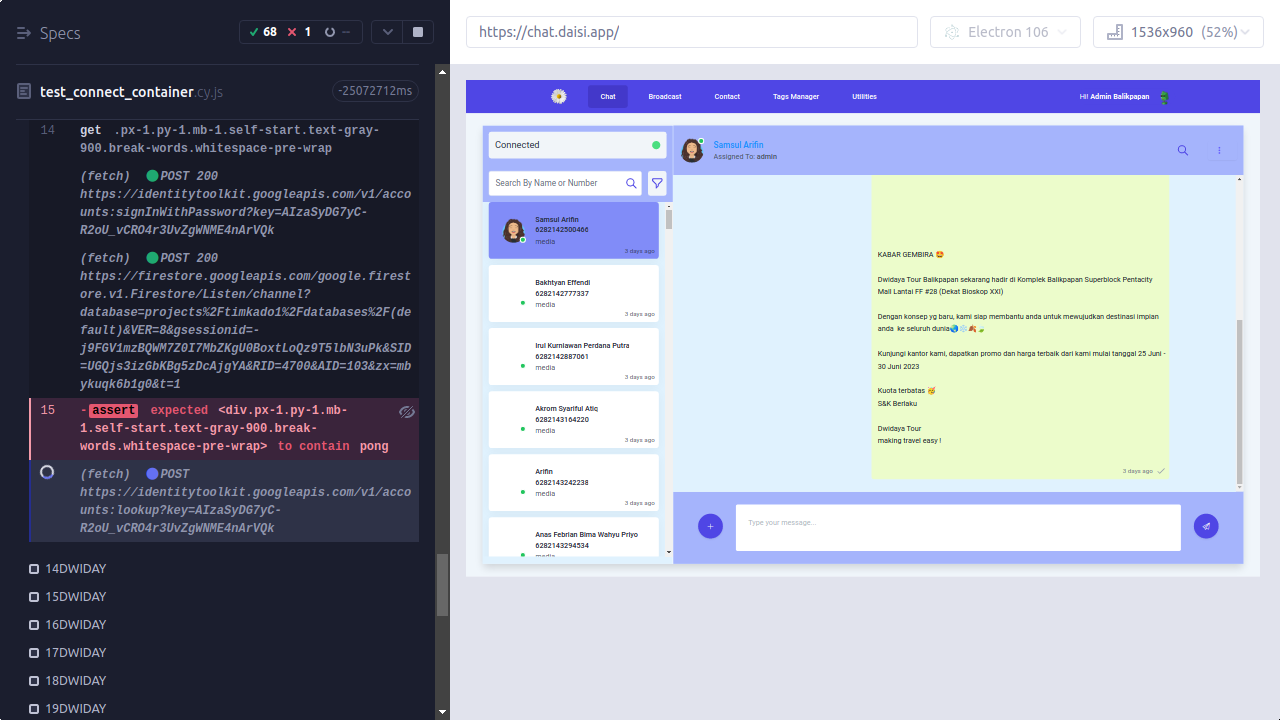 Specs
68
1
--
test_connect_container.cy.js
-25072712ms
14
get .px-1.py-1.mb-1.self-start.text-gray-
900.break-words.whitespace-pre-wrap
(fetch) POST 200
https://identitytoolkit.googleapis.com/v1/acco
unts:signInWithPassword?key=AIzaSyDG7yC-
R2oU_vCRO4r3UvZgWNME4nArVQk
(fetch) POST 200
https://firestore.googleapis.com/google.firest
ore.v1.Firestore/Listen/channel?
database=projects%2Ftimkado1%2Fdatabases%2F(de
fault)&VER=8&gsessionid=-
j9FGV1mzBQWM7Z0I7MbZKgU0BoxtLoQz9T5lbN3uPk&SID
=UGQjs3izGbKBg5zDcAjgYA&RID=4700&AID=103&zx=mb
ykuqk6b1g0&t=1
15
-assert expected <div.px-1.py-1.mb-
1.self-start.text-gray-900.break-
words.whitespace-pre-wrap> to contain pong
(fetch) POST
https://identitytoolkit.googleapis.com/v1/acco
unts:lookup?key=AIzaSyDG7yC-
R2oU_vCRO4r3UvZgWNME4nArVQk
14DWIDAY
15DWIDAY
16DWIDAY
17DWIDAY
18DWIDAY
19DWIDAY
https://chat.daisi.app/
Electron 106
1536x960 (52%)
Chat
Broadcast
Contact
Tags Manager
Utilities
Hi! Admin Balikpapan
Connected
Search By Name or Number
Samsul Arifin
6282142500466
media
3 days ago
Bakhtyan Effendi
6282142777337
media
3 days ago
Irul Kurniawan Perdana Putra
6282142887061
media
3 days ago
Akrom Syariful Atiq
6282143164220
media
3 days ago
Arifin
6282143242238
media
3 days ago
Anas Febrian Bima Wahyu Priyo
6282143294534
media
Samsul Arifin
Assigned To: admin
KABAR GEMBIRA 🤩
Dwidaya Tour Balikpapan sekarang hadir di Komplek Balikpapan Superblock Pentacity
Mall Lantai FF #28 (Dekat Bioskop XXI)
Dengan konsep yg baru, kami siap membantu anda untuk mewujudkan destinasi impian
anda ke seluruh dunia🌏❄️🍂🍃
Kunjungi kantor kami, dapatkan promo dan harga terbaik dari kami mulai tanggal 25 Juni -
30 Juni 2023
Kuota terbatas 🥳
S&K Berlaku
Dwidaya Tour
making travel easy !
3 days ago
Type your message...